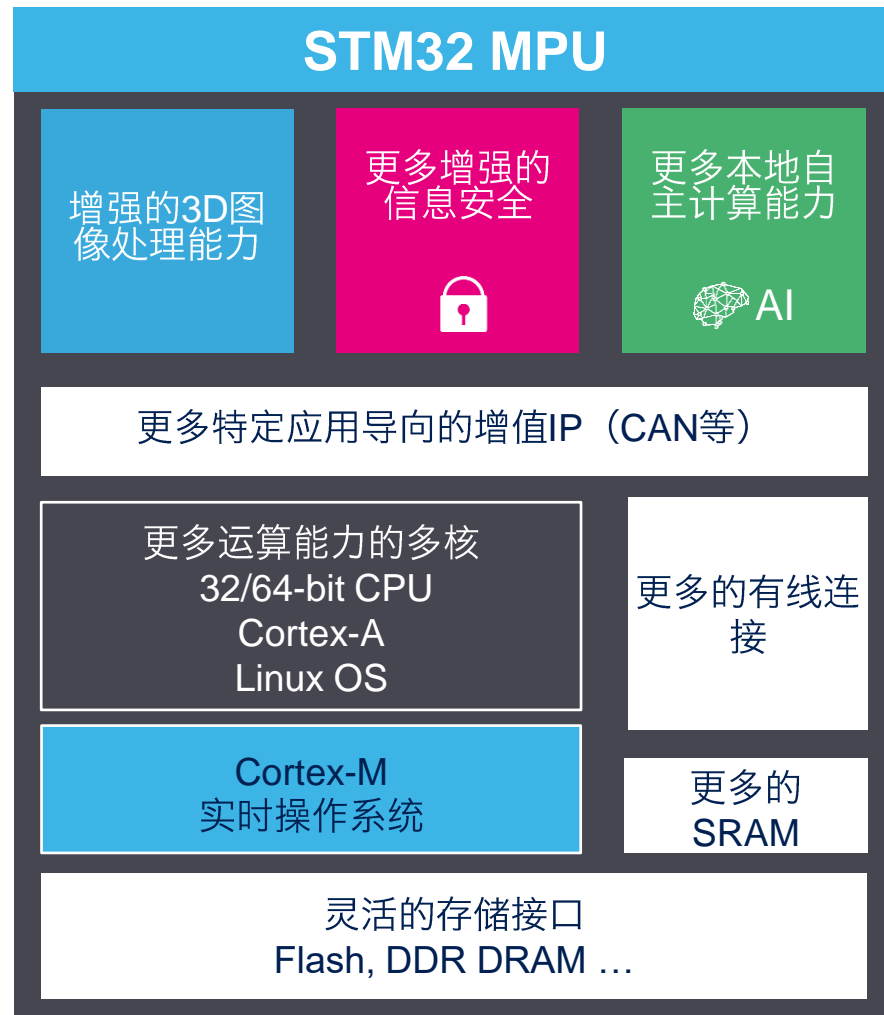 STM32 MPU
增强的3D图
像处理能力
更多增强的
信息安全
更多本地自
主计算能力
AI
更多特定应用导向的增值IP（CAN等）
更多运算能力的多核
32/64-bit CPU
Cortex-A
Linux OS
更多的有线连
接
Cortex-M
实时操作系统
更多的
SRAM
灵活的存储接口
Flash, DDR DRAM …